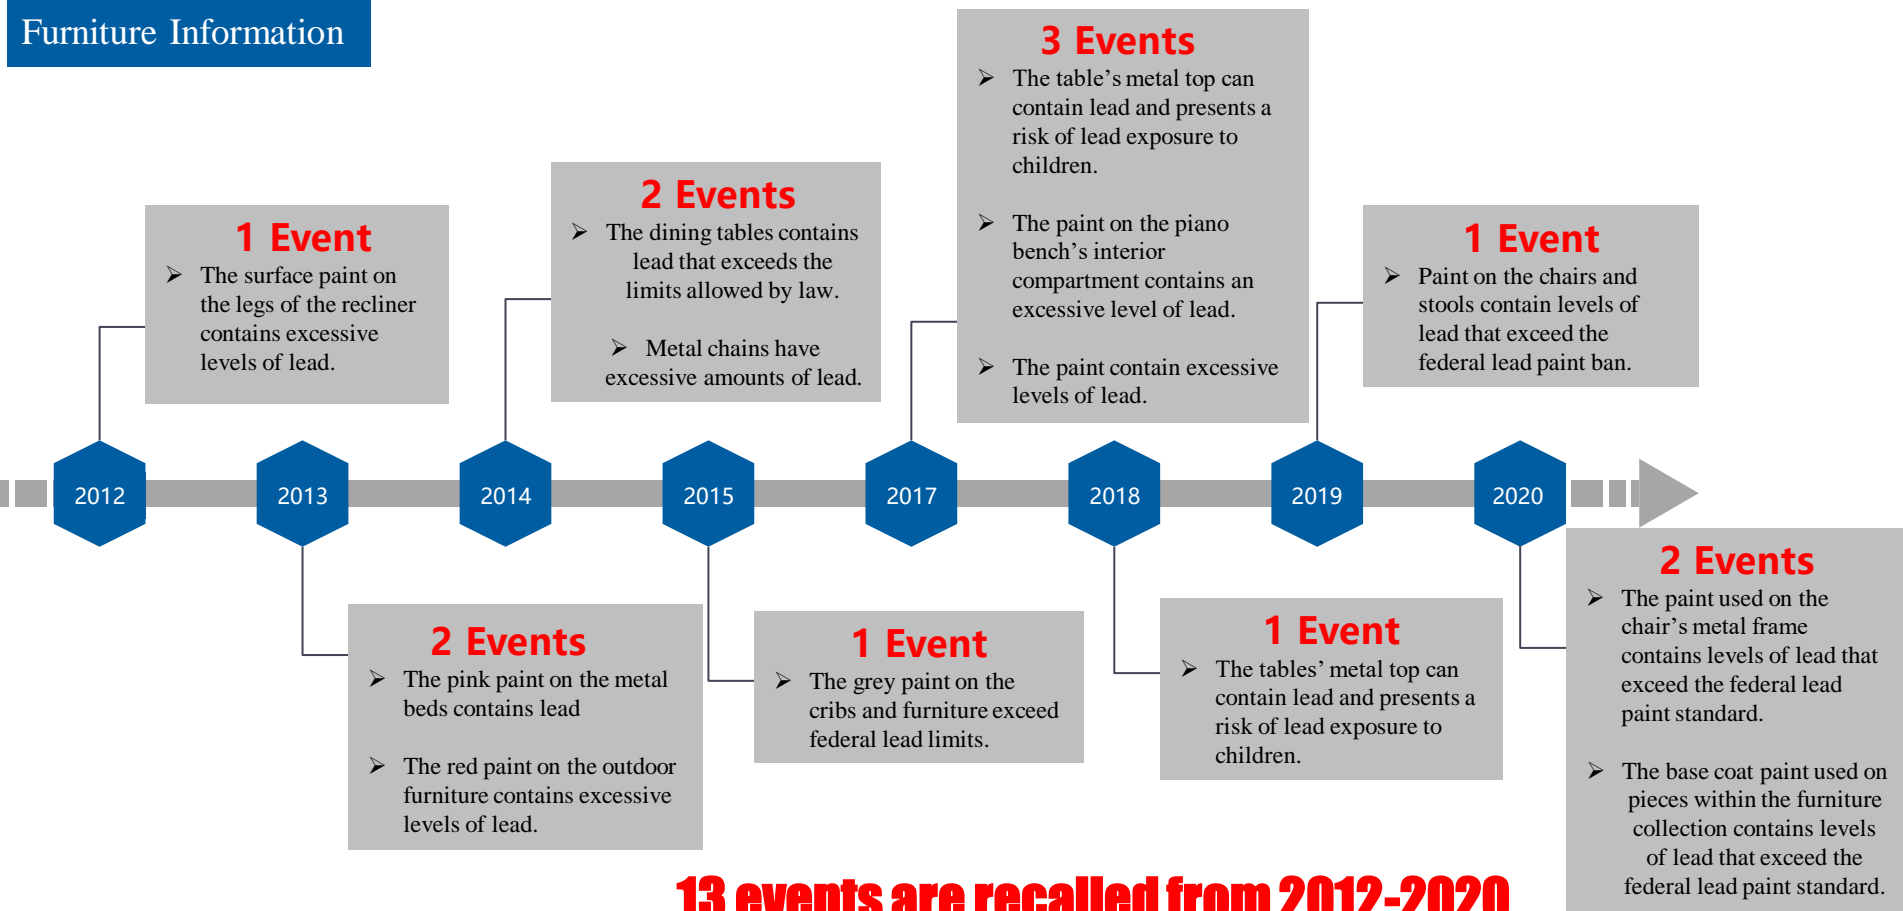 Furniture Information
3 Events
➢ The table’s metal top can
contain lead and presents a
risk of lead exposure to
children.
➢ The paint on the piano
bench’s interior
compartment contains an
excessive level of lead.
➢ The paint contain excessive
levels of lead.
2 Events
➢ The dining tables contains
lead that exceeds the
limits allowed by law.
➢ Metal chains have
excessive amounts of lead.
1 Event
➢ The surface paint on
the legs of the recliner
contains excessive
levels of lead.
1 Event
➢ Paint on the chairs and
stools contain levels of
lead that exceed the
federal lead paint ban.
2012
2013
2014
2015
2017
2018
2019
2020
2 Events
➢ The pink paint on the metal
beds contains lead
➢ The red paint on the outdoor
furniture contains excessive
levels of lead.
1 Event
➢ The grey paint on the
cribs and furniture exceed
federal lead limits.
1 Event
➢ The tables’ metal top can
contain lead and presents a
risk of lead exposure to
children.
2 Events
➢ The paint used on the
chair’s metal frame
contains levels of lead that
exceed the federal lead
paint standard.
➢ The base coat paint used on
pieces within the furniture
collection contains levels
of lead that exceed the
federal lead paint standard.
13 events are recalled from 2012-2020